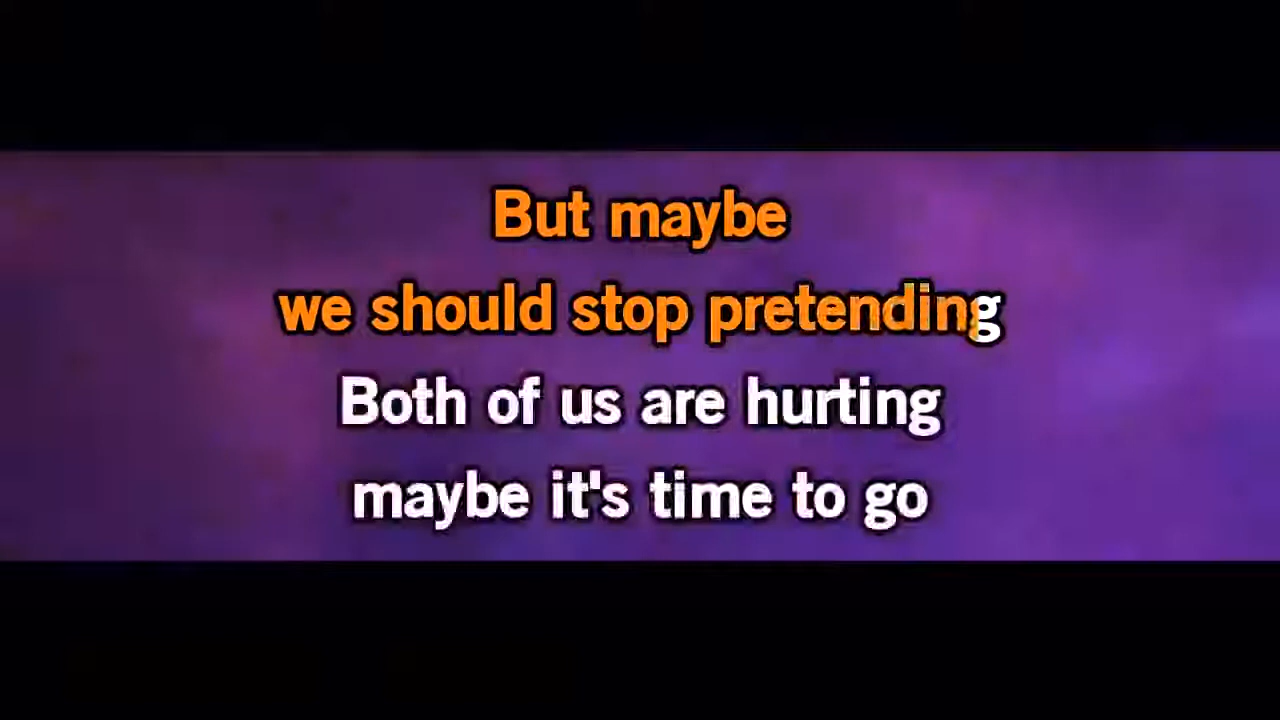 But maybe
we should stop pretending
Both of us are hurting
maybe it's time to go